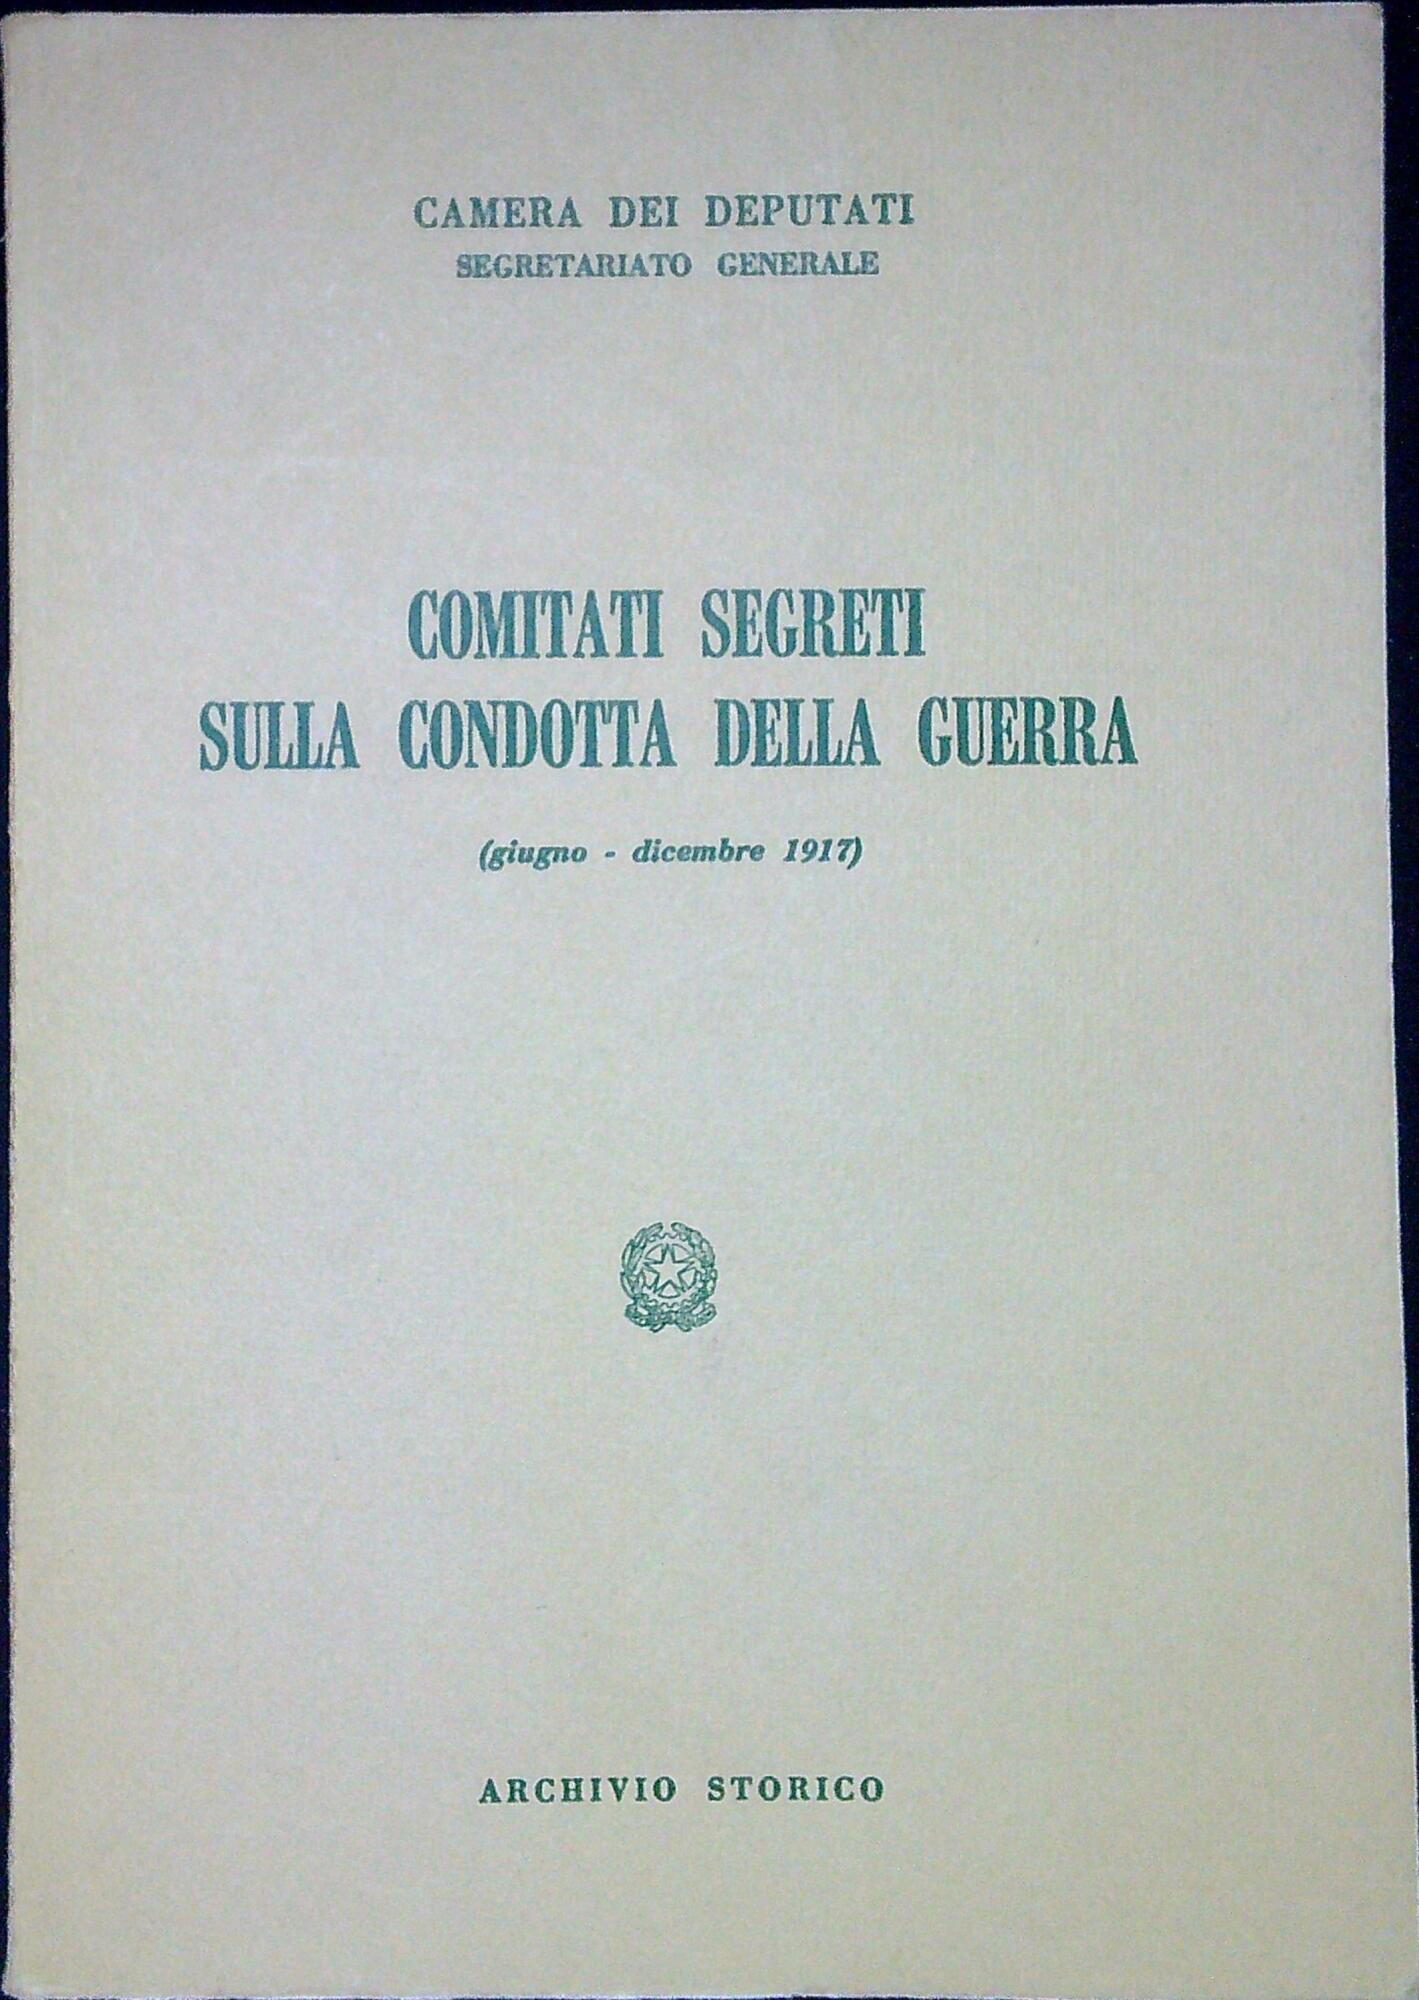 CAMERA DEI DEPUTATI
SEGRETARIATO GENERALE
COMITATI SEGRETI
SULLA CONDOTTA DELLA GUERRA
(giugno - dicembre 1917)
ARCHIVIO STORICO